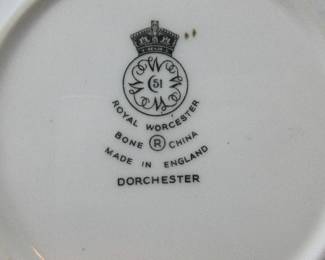 51
ROYAL WORCESTER
BONE ® CHINA
MADE IN ENGLAND
DORCHESTER